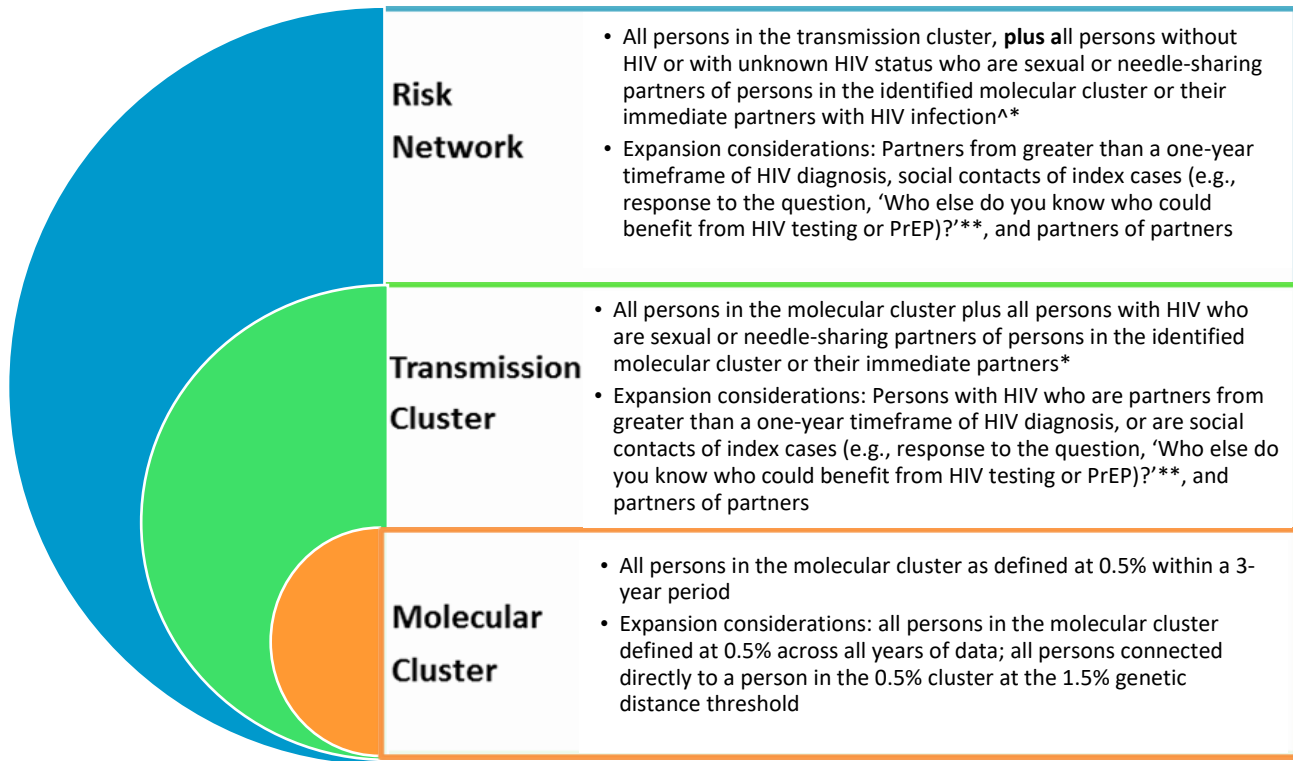 Risk
Network
• All persons in the transmission cluster, plus all persons without
HIV or with unknown HIV status who are sexual or needle-sharing
partners of persons in the identified molecular cluster or their
immediate partners with HIV infection^*
• Expansion considerations: Partners from greater than a one-year
timeframe of HIV diagnosis, social contacts of index cases (e.g.,
response to the question, ‘Who else do you know who could
benefit from HIV testing or PrEP)?’**, and partners of partners
Transmission
Cluster
• All persons in the molecular cluster plus all persons with HIV who
are sexual or needle-sharing partners of persons in the identified
molecular cluster or their immediate partners*
• Expansion considerations: Persons with HIV who are partners from
greater than a one-year timeframe of HIV diagnosis, or are social
contacts of index cases (e.g., response to the question, ‘Who else do
you know who could benefit from HIV testing or PrEP)?’**, and
partners of partners
Molecular
Cluster
• All persons in the molecular cluster as defined at 0.5% within a 3-
year period
• Expansion considerations: all persons in the molecular cluster
defined at 0.5% across all years of data; all persons connected
directly to a person in the 0.5% cluster at the 1.5% genetic
distance threshold